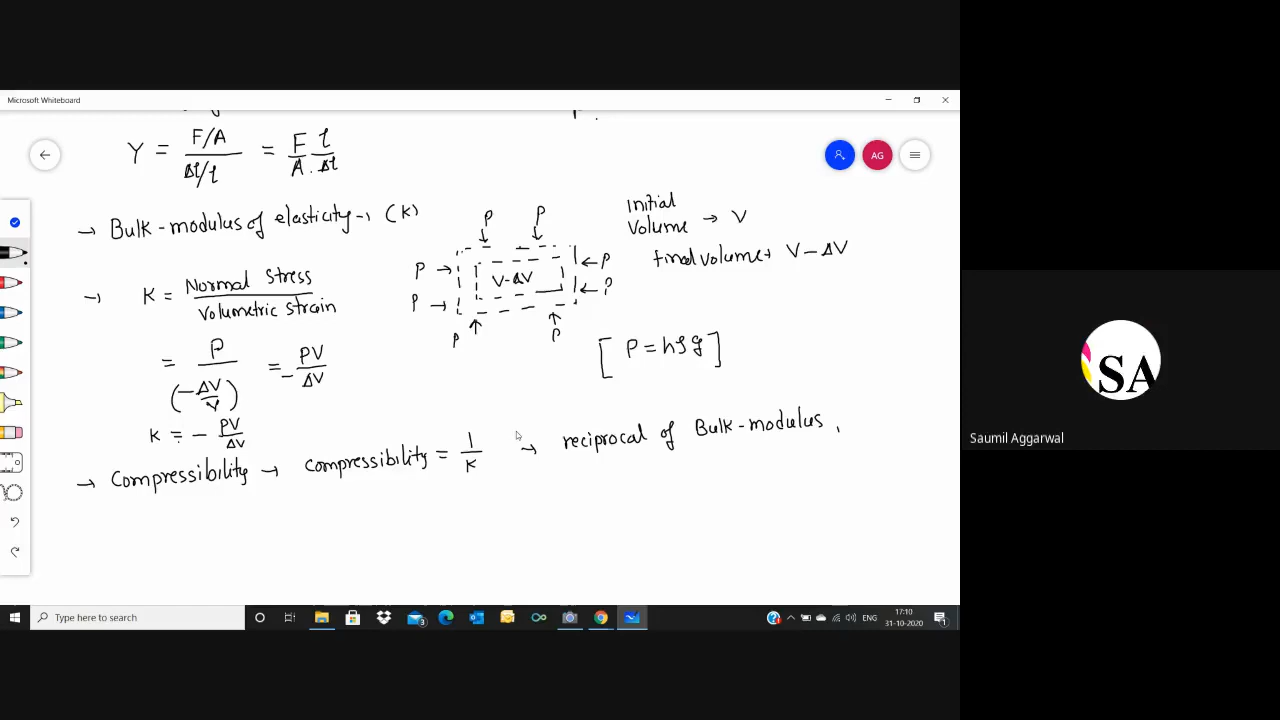 Microsoft Whiteboard
Y = F/A / Δl/l = F/A . l/Δl
→ Bulk-modulus of elasticity → (K)
Initial Volume → V
final volume → V - ΔV
P P
P P
V-ΔV
P P
P P
→ K = Normal Stress / Volumetric strain
= P / (-ΔV/V) = - PV/ΔV
[ P = hρg ]
K = - PV/ΔV
→ Compressibility → compressibility = 1/K → reciprocal of Bulk-modulus.
AG
SA
Saumil Aggarwal
Type here to search
3
ENG
17:10
31-10-2020
1